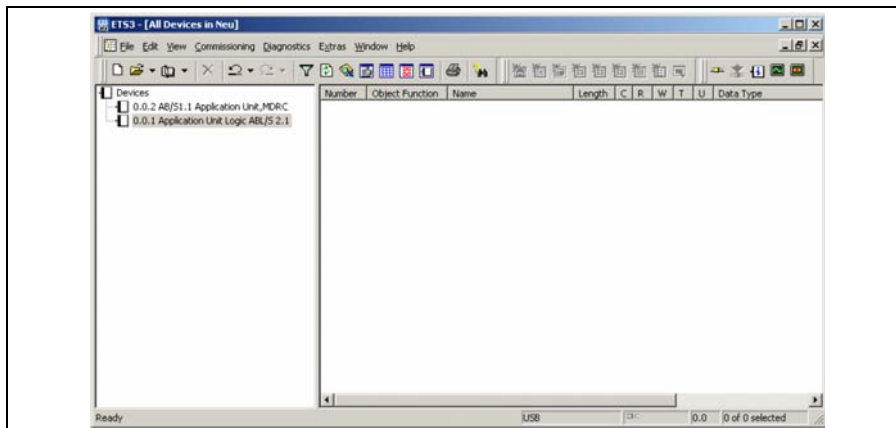 ETS3 - [All Devices in Neu]
File Edit View Commissioning Diagnostics Extras Window Help
Devices
0.0.2 AB/S1.1 Application Unit,MDRC
0.0.1 Application Unit Logic ABL/S 2.1
Number Object Function Name Length C R W T U Data Type
Ready USB 0.0 0 of 0 selected